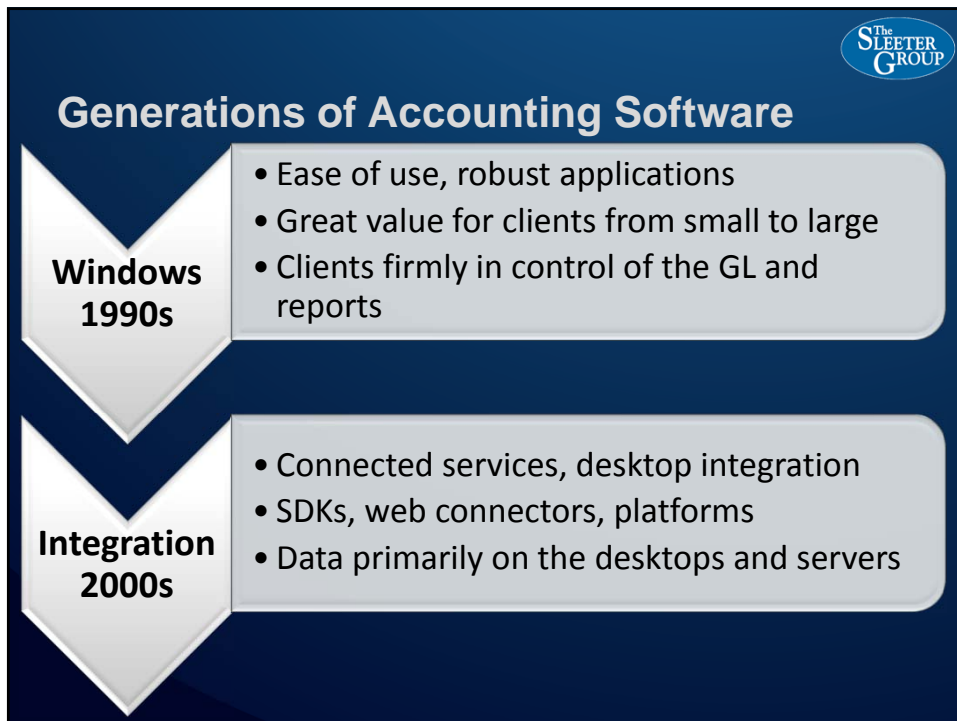 The
SLEETER
GROUP
Generations of Accounting Software
Windows
1990s
• Ease of use, robust applications
• Great value for clients from small to large
• Clients firmly in control of the GL and
reports
Integration
2000s
• Connected services, desktop integration
• SDKs, web connectors, platforms
• Data primarily on the desktops and servers